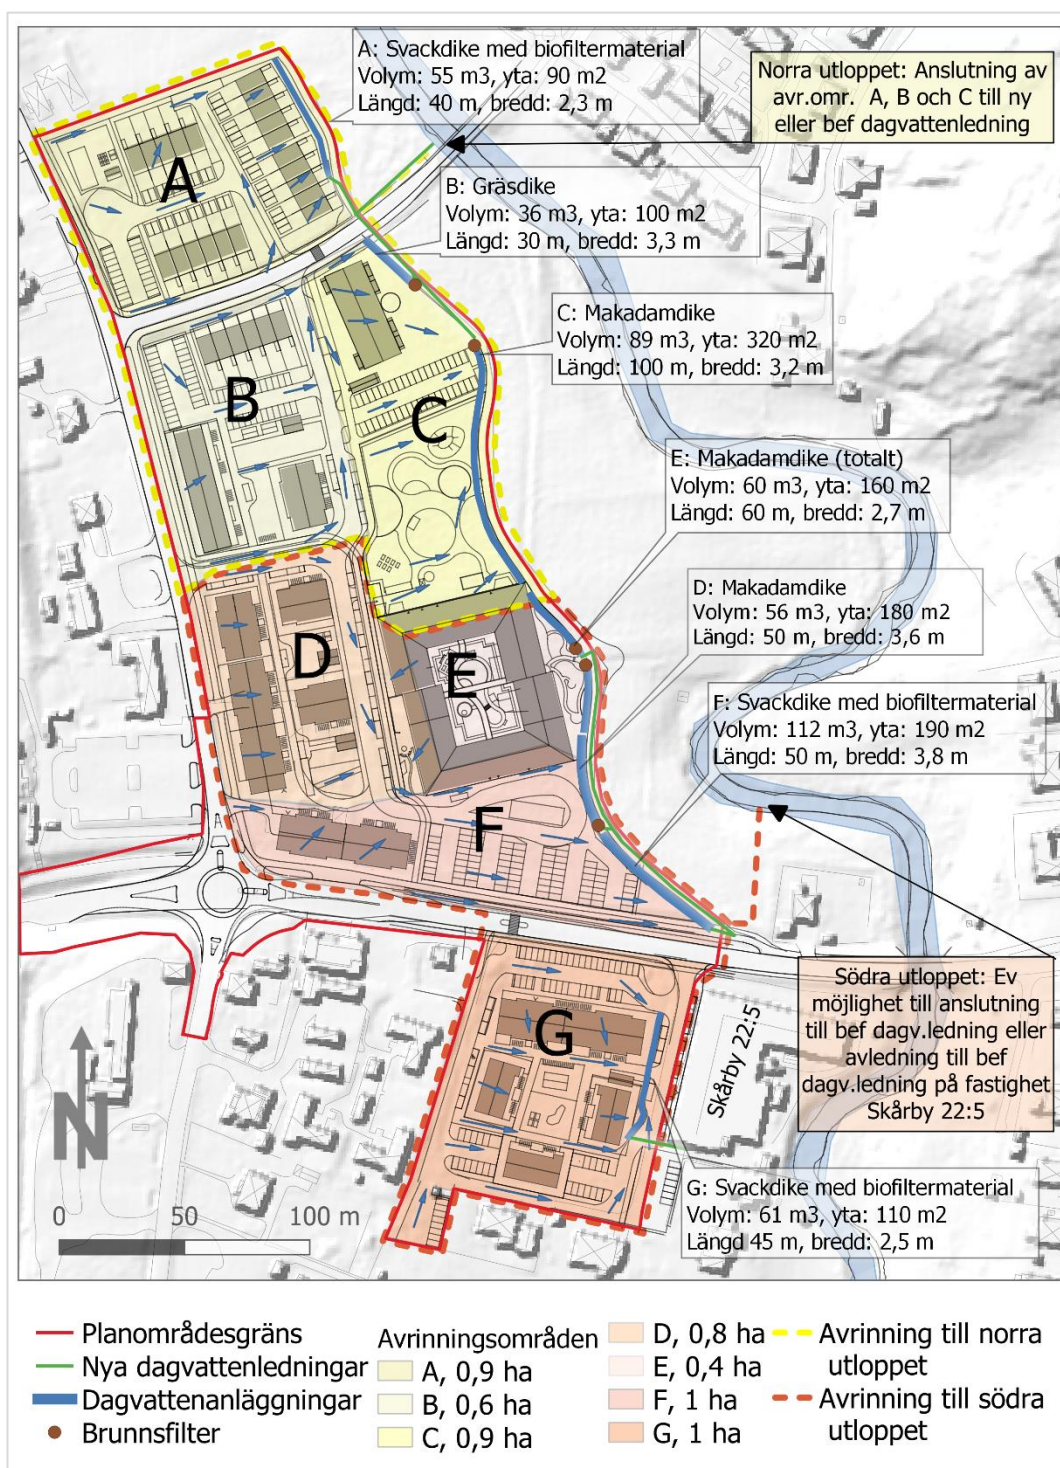 A: Svackdike med biofiltermaterial
Volym: 55 m3, yta: 90 m2
Längd: 40 m, bredd: 2,3 m
Norra utloppet: Anslutning av
avr.omr. A, B och C till ny
eller bef dagvattenledning
A
B: Gräsdike
Volym: 36 m3, yta: 100 m2
Längd: 30 m, bredd: 3,3 m
C: Makadamdike
Volym: 89 m3, yta: 320 m2
Längd: 100 m, bredd: 3,2 m
B
C
E: Makadamdike (totalt)
Volym: 60 m3, yta: 160 m2
Längd: 60 m, bredd: 2,7 m
D: Makadamdike
Volym: 56 m3, yta: 180 m2
Längd: 50 m, bredd: 3,6 m
D
E
F: Svackdike med biofiltermaterial
Volym: 112 m3, yta: 190 m2
Längd: 50 m, bredd: 3,8 m
F
Södra utloppet: Ev
möjlighet till anslutning
till bef dagv.ledning eller
avledning till bef
dagv.ledning på fastighet
Skårby 22:5
G
Skårby 22:5
N
G: Svackdike med biofiltermaterial
Volym: 61 m3, yta: 110 m2
Längd 45 m, bredd: 2,5 m
0 50 100 m
Planområdesgräns
Nya dagvattenledningar
Dagvattenanläggningar
Brunnsfilter
Avrinningsområden
A, 0,9 ha
B, 0,6 ha
C, 0,9 ha
D, 0,8 ha
E, 0,4 ha
F, 1 ha
G, 1 ha
Avrinning till norra
utloppet
Avrinning till södra
utloppet